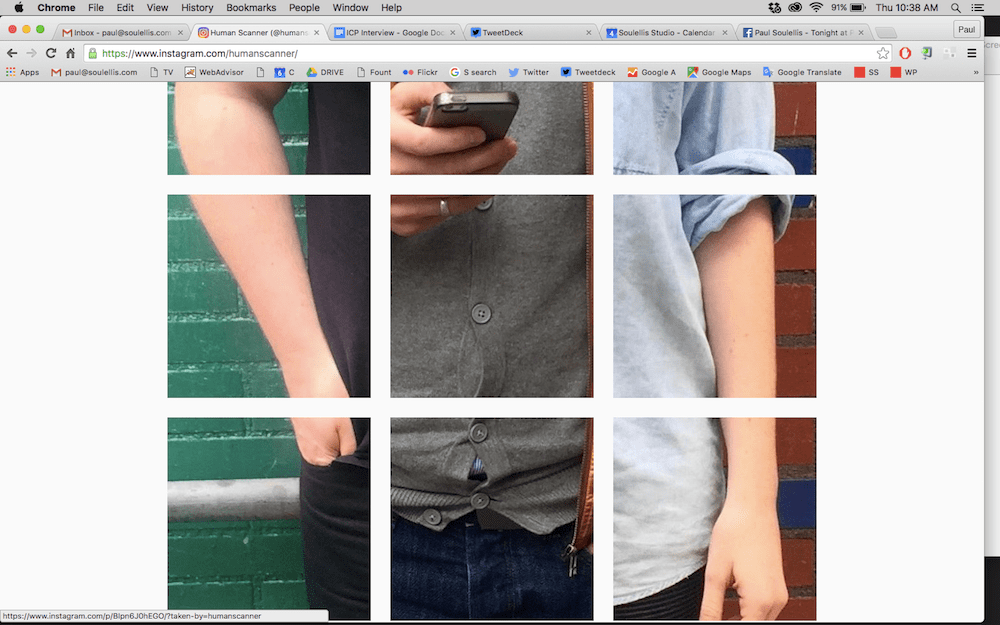 Chrome File Edit View History Bookmarks People Window Help 91% Thu 10:38 AM
Inbox - paul@soulellis.com Human Scanner (@humans ICP Interview - Google Doc TweetDeck Soulellis Studio - Calendar Paul Soulellis - Tonight at Paul
https://www.instagram.com/humanscanner/
Apps paul@soulellis.com TV WebAdvisor C DRIVE Fount Flickr S search Twitter Tweetdeck Google A Google Maps Google Translate SS WP »
https://www.instagram.com/p/BIpn6J0hEGO/?taken-by=humanscanner